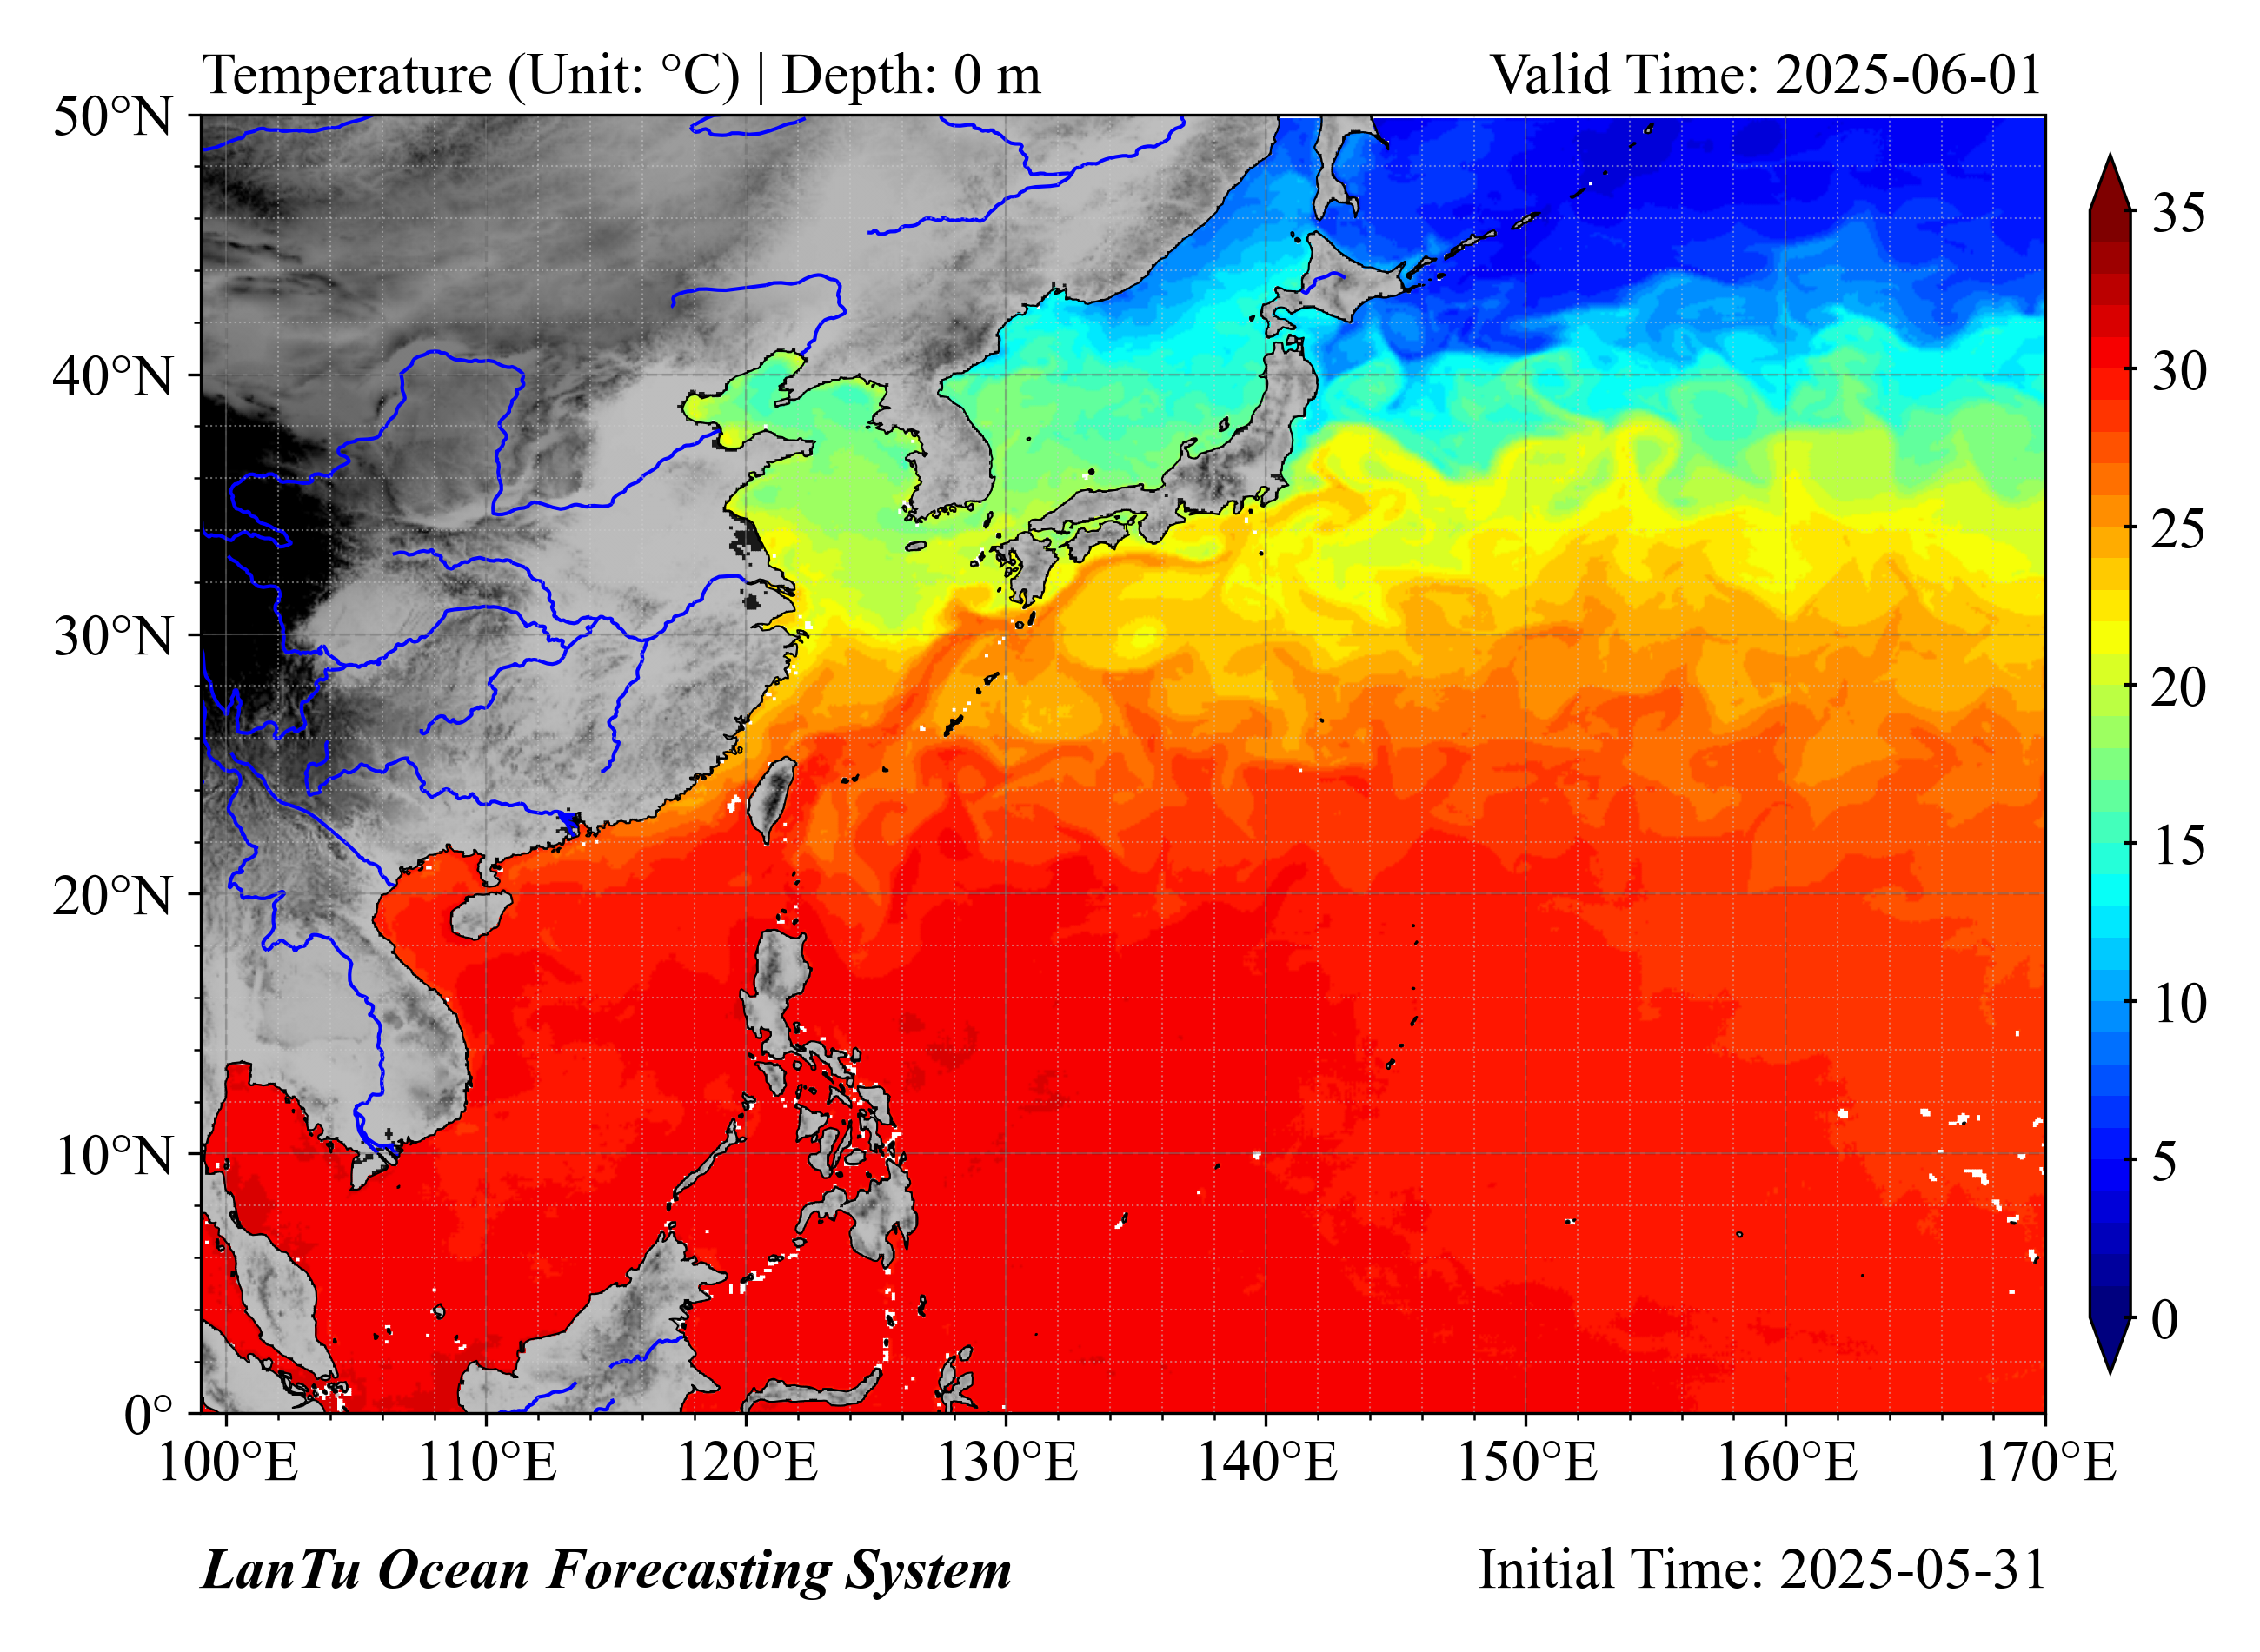 Temperature (Unit: °C) | Depth: 0 m
Valid Time: 2025-06-01
50°N
40°N
30°N
20°N
10°N
0°
100°E
110°E
120°E
130°E
140°E
150°E
160°E
170°E
35
30
25
20
15
10
5
0
LanTu Ocean Forecasting System
Initial Time: 2025-05-31